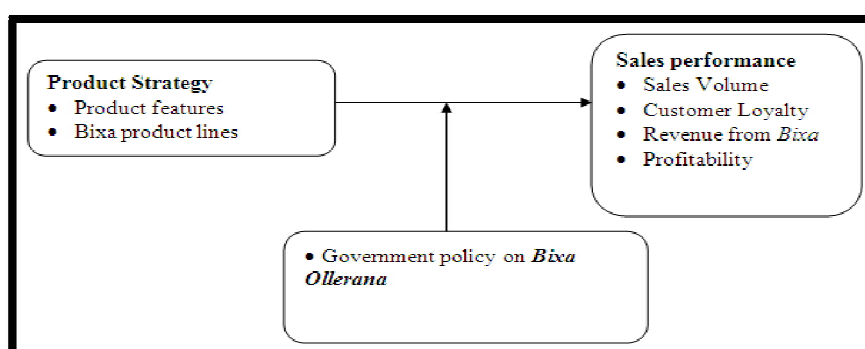 Product Strategy
• Product features
• Bixa product lines
Sales performance
• Sales Volume
• Customer Loyalty
• Revenue from Bixa
• Profitability
• Government policy on Bixa
Ollerana